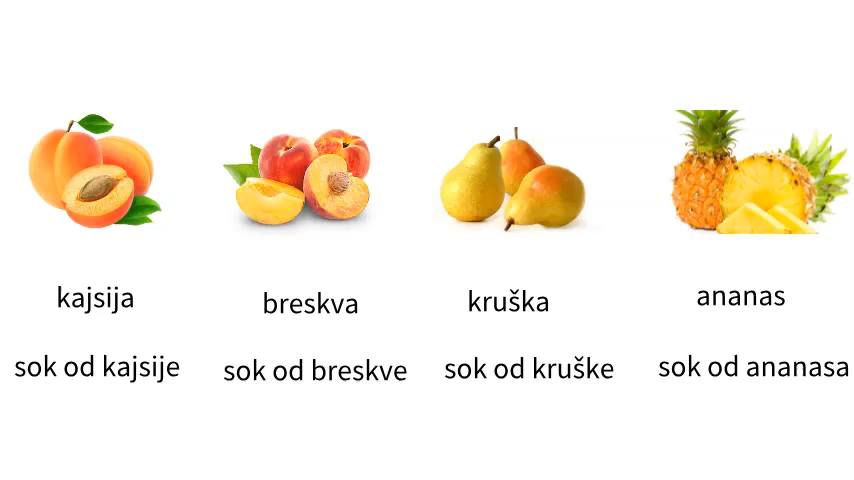 kajsija
breskva
kruška
ananas
sok od kajsije
sok od breskve
sok od kruške
sok od ananasa